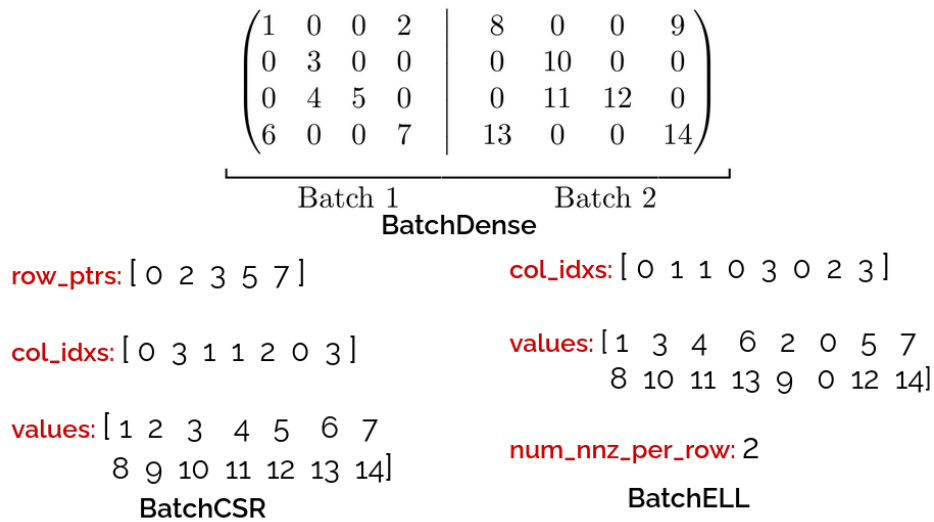 1 0 0 2 | 8 0 0 9
0 3 0 0 | 0 10 0 0
0 4 5 0 | 0 11 12 0
6 0 0 7 | 13 0 0 14
Batch 1 Batch 2
BatchDense
row_ptrs: [ 0 2 3 5 7 ]
col_idxs: [ 0 3 1 1 2 0 3 ]
values: [ 1 2 3 4 5 6 7
8 9 10 11 12 13 14]
BatchCSR
col_idxs: [ 0 1 1 0 3 0 2 3 ]
values: [ 1 3 4 6 2 0 5 7
8 10 11 13 9 0 12 14]
num_nnz_per_row: 2
BatchELL